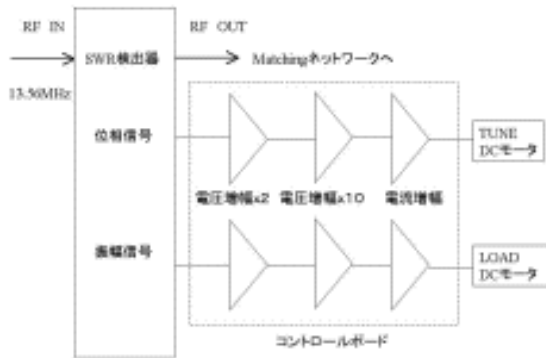 RF IN
RF OUT
SWR検出器
Matchingネットワークへ
13.56MHz
位相信号
TUNE
DCモータ
電圧増幅x2
電圧増幅x10
電流増幅
振幅信号
LOAD
DCモータ
コントロールボード